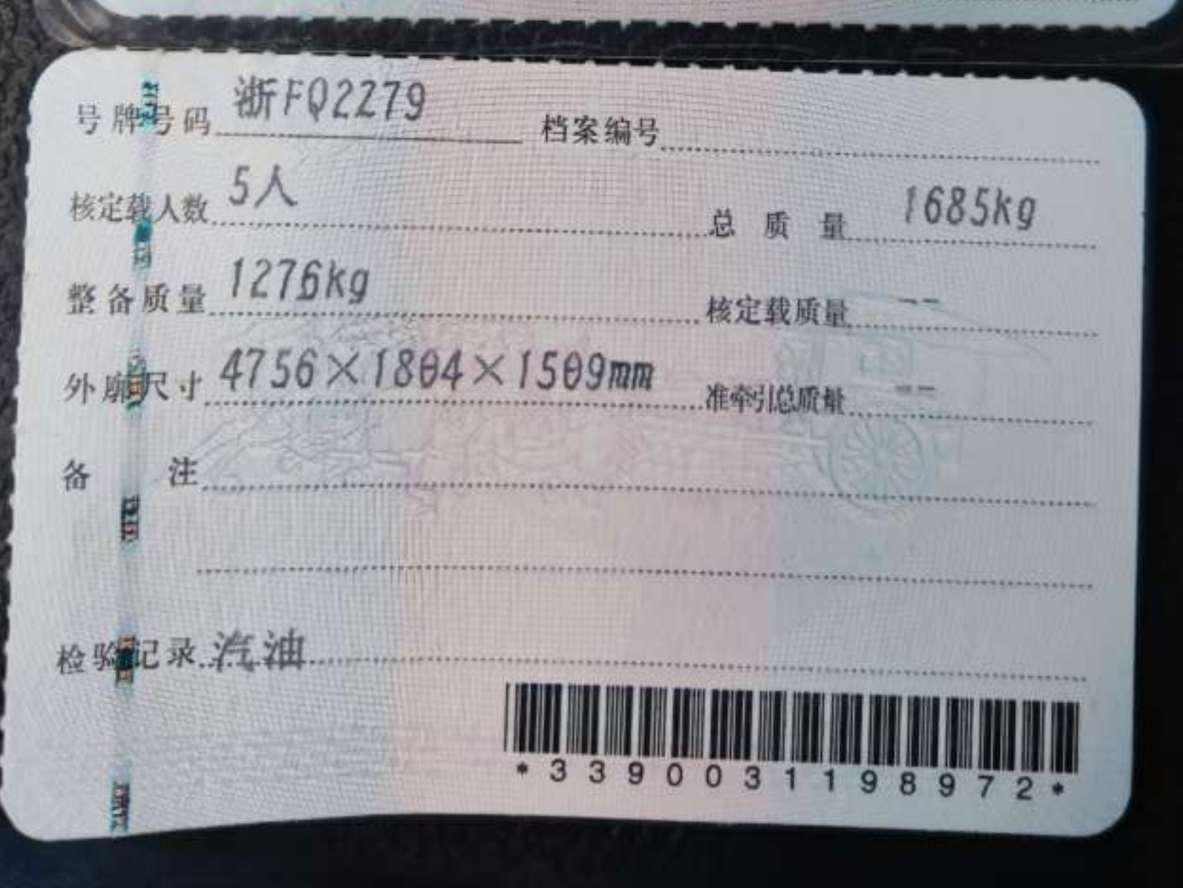 号牌号码 浙FQ2279 档案编号
核定载人数 5人 总质量 1685kg
整备质量 1276kg 核定载质量 --
外廓尺寸 4756×1804×1509mm 准牵引总质量 --
备注
检验记录 汽油
*3390031198972*